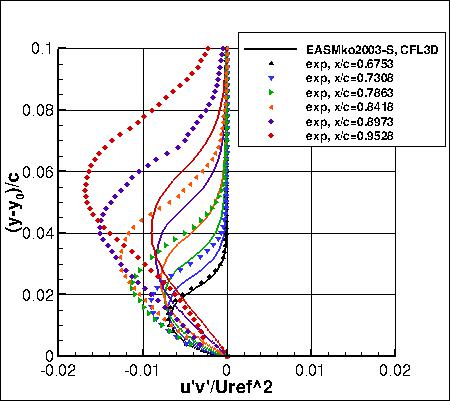 EASMko2003-S, CFL3D
exp, x/c=0.6753
exp, x/c=0.7308
exp, x/c=0.7863
exp, x/c=0.8418
exp, x/c=0.8973
exp, x/c=0.9528
0.1
0.08
0.06
0.04
0.02
0
(y-y0)/c
-0.02 -0.01 0 0.01 0.02
u'v'/Uref^2